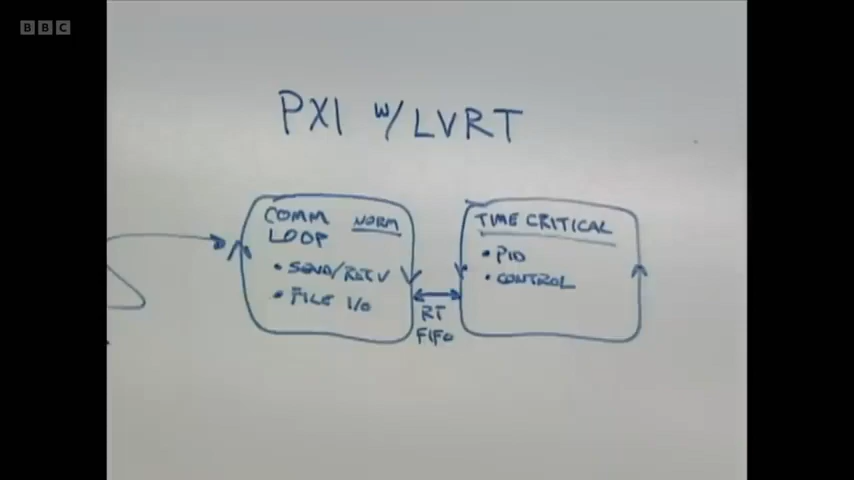 BBC
PXI w/LVRT
COMM NORM
LOOP
• SEND/RECV
• FILE I/O
RT
FIFO
TIME CRITICAL
• PID
• CONTROL